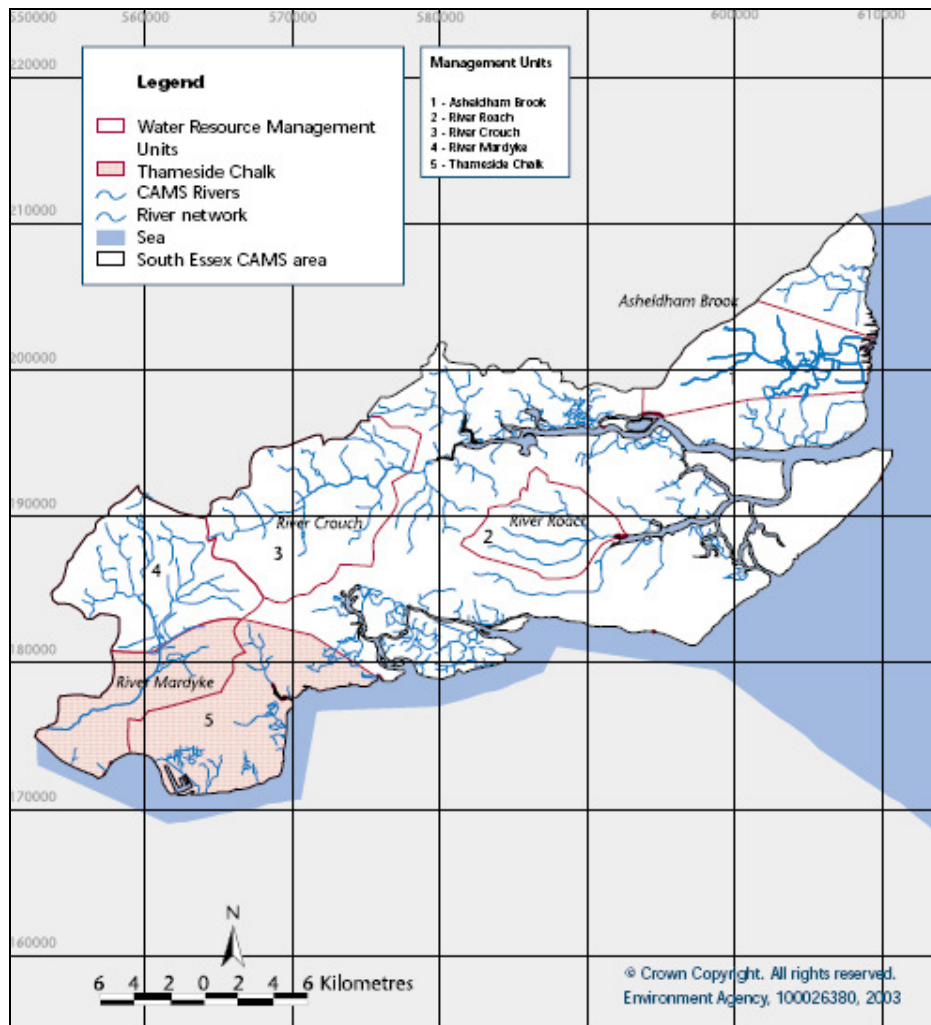 550000 560000 570000 580000 600000 610000
220000
Legend
Water Resource Management
Units
Thameside Chalk
CAMS Rivers
River network
Sea
South Essex CAMS area
Management Units
1 - Asheldham Brook
2 - River Roach
3 - River Crouch
4 - River Mardyke
5 - Thameside Chalk
210000
Asheldham Brook
200000
190000
River Crouch
River Roach
3
2
4
180000
River Mardyke
5
170000
160000
N
6 4 2 0 2 4 6 Kilometres
© Crown Copyright. All rights reserved.
Environment Agency, 100026380, 2003